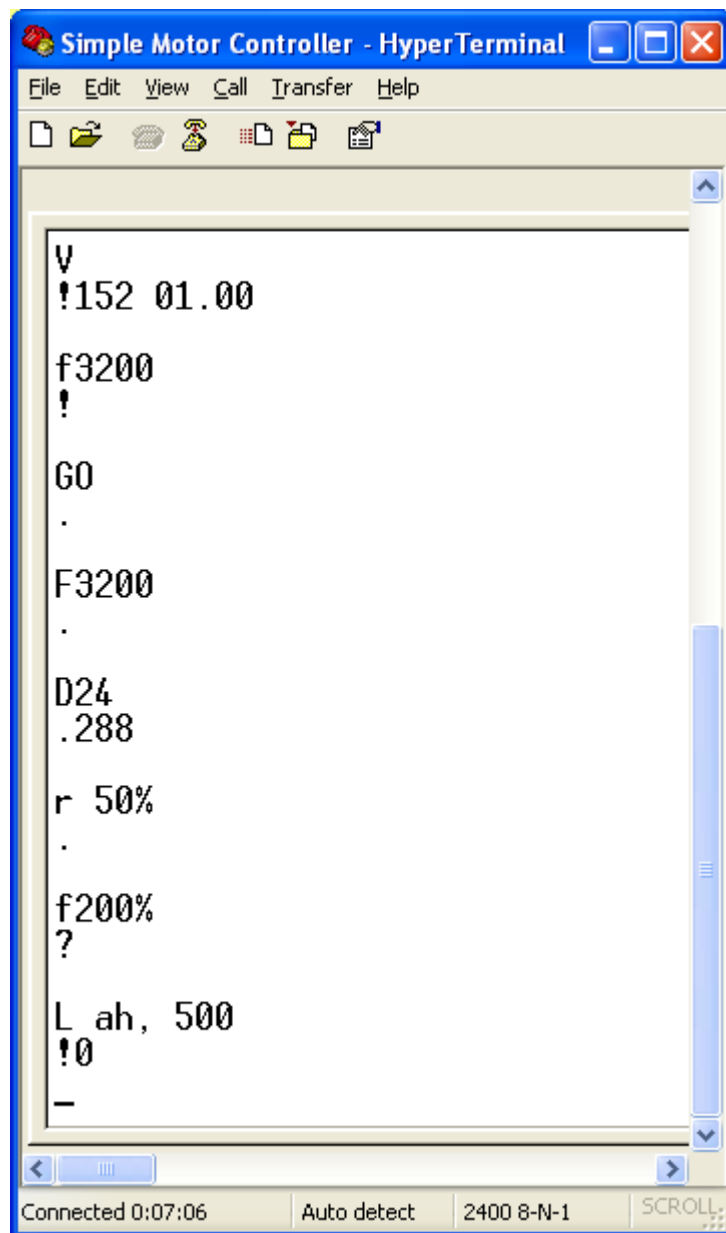 Simple Motor Controller - HyperTerminal
File Edit View Call Transfer Help
V
!152 01.00
f3200
!
GO
.
F3200
.
D24
.288
r 50%
.
f200%
?
L ah, 500
!0
_
Connected 0:07:06 Auto detect 2400 8-N-1 SCROLL